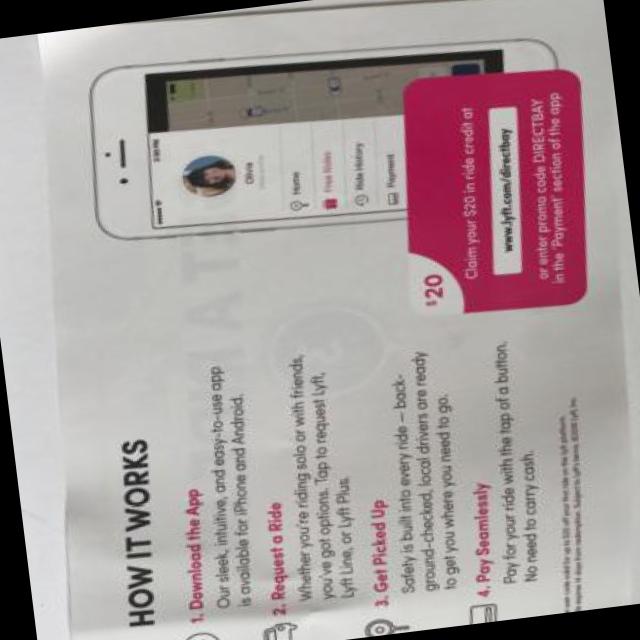 HOW IT WORKS
1. Download the App
Our sleek, intuitive, and easy-to-use app
is available for iPhone and Android.
2. Request a Ride
Whether you're riding solo or with friends,
you've got options. Tap to request Lyft,
Lyft Line, or Lyft Plus.
3. Get Picked Up
Safety is built into every ride — back-
ground-checked, local drivers are ready
to get you where you need to go.
4. Pay Seamlessly
Pay for your ride with the tap of a button.
No need to carry cash.
Olivia
Home
Free Rides
Ride History
Payment
$20
Claim your $20 in ride credit at
www.lyft.com/directbay
or enter promo code DIRECTBAY
in the 'Payment' section of the app